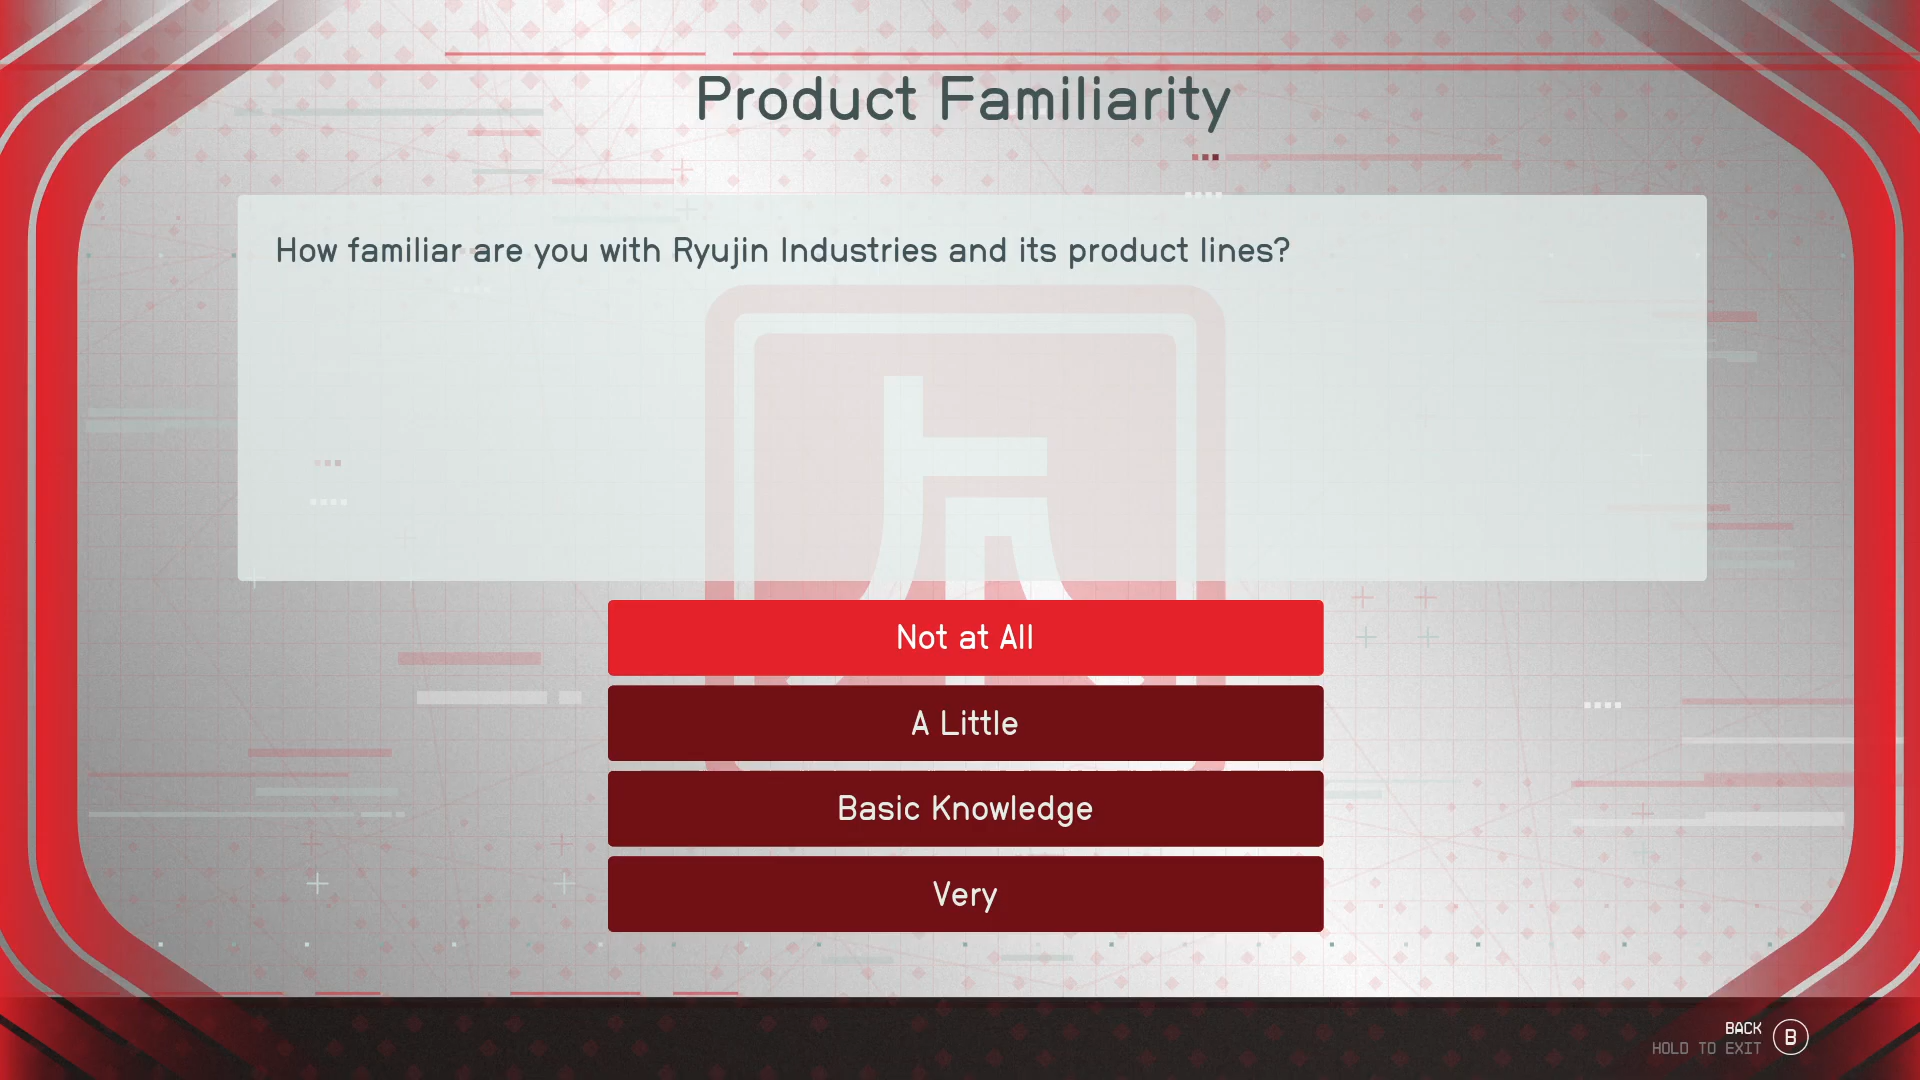 Product Familiarity
How familiar are you with Ryujin Industries and its product lines?
Not at All
A Little
Basic Knowledge
Very
BACK
HOLD TO EXIT
B